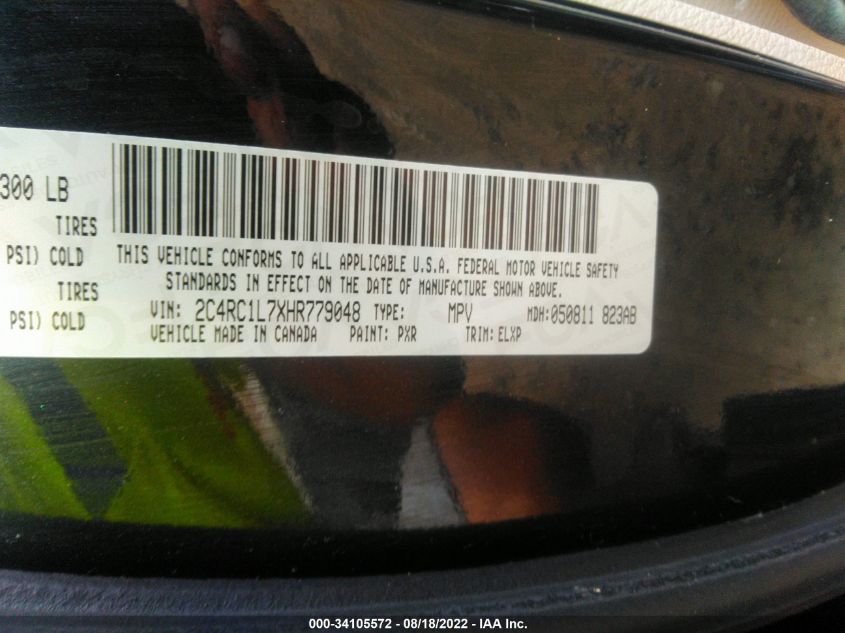 300 LB
TIRES
PSI) COLD
TIRES
PSI) COLD
THIS VEHICLE CONFORMS TO ALL APPLICABLE U.S.A. FEDERAL MOTOR VEHICLE SAFETY
STANDARDS IN EFFECT ON THE DATE OF MANUFACTURE SHOWN ABOVE.
VIN: 2C4RC1L7XHR779048 TYPE: MPV MDH:050811 823AB
VEHICLE MADE IN CANADA PAINT: PXR TRIM: ELXP
000-34105572 - 08/18/2022 - IAA Inc.